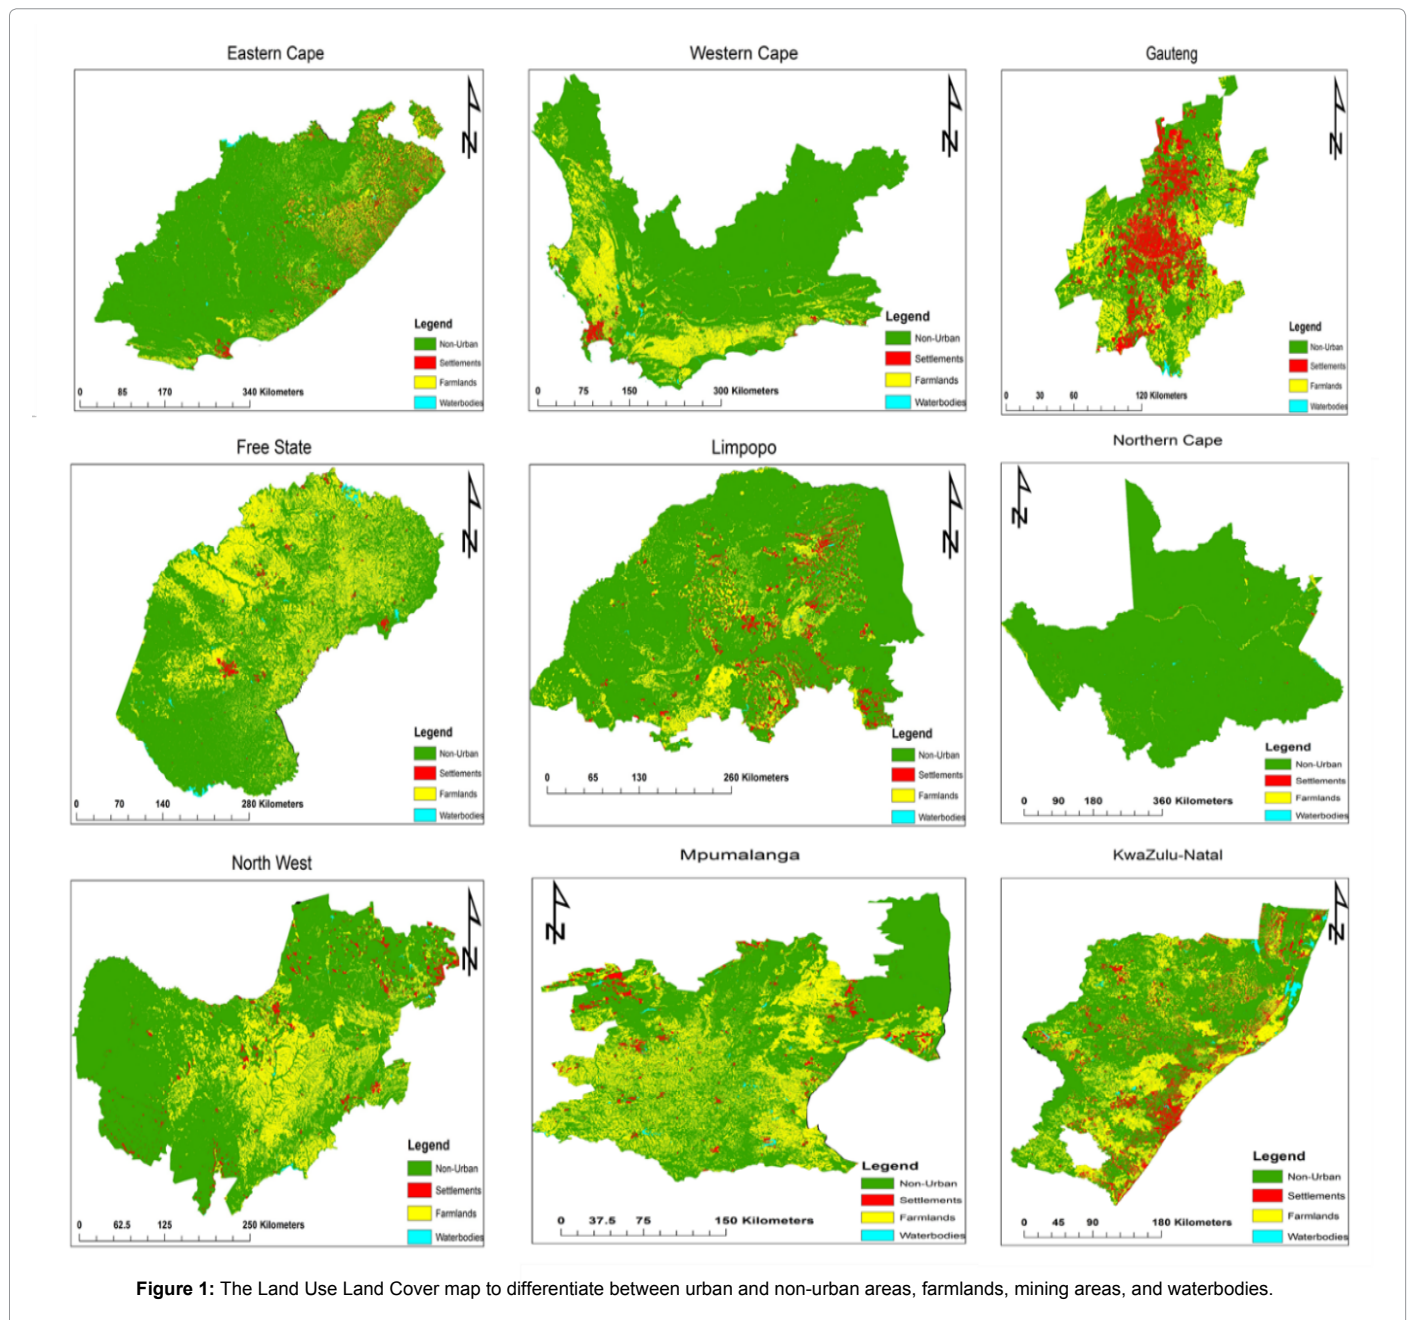 Eastern Cape
N
Legend
Non-Urban
Settlements
Farmlands
Waterbodies
0 85 170 340 Kilometers
Western Cape
N
Legend
Non-Urban
Settlements
Farmlands
Waterbodies
0 75 150 300 Kilometers
Gauteng
N
Legend
Non-Urban
Settlements
Farmlands
Waterbodies
0 30 60 120 Kilometers
Free State
N
Legend
Non-Urban
Settlements
Farmlands
Waterbodies
0 70 140 280 Kilometers
Limpopo
N
Legend
Non-Urban
Settlements
Farmlands
Waterbodies
0 65 130 260 Kilometers
Northern Cape
N
Legend
Non-Urban
Settlements
Farmlands
Waterbodies
0 90 180 360 Kilometers
North West
N
Legend
Non-Urban
Settlements
Farmlands
Waterbodies
0 62.5 125 250 Kilometers
Mpumalanga
N
Legend
Non-Urban
Settlements
Farmlands
Waterbodies
0 37.5 75 150 Kilometers
KwaZulu-Natal
N
Legend
Non-Urban
Settlements
Farmlands
Waterbodies
0 45 90 180 Kilometers
Figure 1: The Land Use Land Cover map to differentiate between urban and non-urban areas, farmlands, mining areas, and waterbodies.